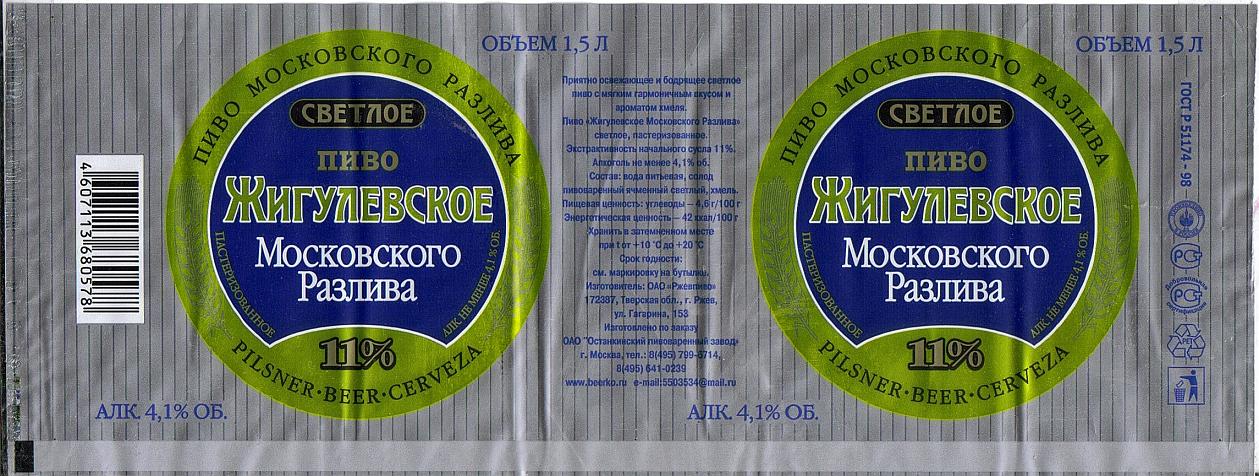 4607113680578
ОБЪЕМ 1,5 Л
ПИВО МОСКОВСКОГО РАЗЛИВА
СВЕТЛОЕ
ПИВО
ЖИГУЛЕВСКОЕ
Московского
Разлива
ПАСТЕРИЗОВАННОЕ
АЛК. НЕ МЕНЕЕ 4,1% ОБ.
11%
PILSNER·BEER·CERVEZA
АЛК. 4,1% ОБ.
Приятно освежающее и бодрящее светлое
пиво с мягким гармоничным вкусом и
ароматом хмеля.
Пиво «Жигулевское Московского Разлива»
светлое, пастеризованное.
Экстрактивность начального сусла 11%.
Алкоголь не менее 4,1% об.
Состав: вода питьевая, солод
пивоваренный ячменный светлый, хмель.
Пищевая ценность: углеводы – 4,6 г/100 г
Энергетическая ценность – 42 ккал/100 г
Хранить в затемненном месте
при t от +10 °С до +20 °С
Срок годности:
см. маркировку на бутылке.
Изготовитель: ОАО «Ржевпиво»
172387, Тверская обл., г. Ржев,
ул. Гагарина, 153
Изготовлено по заказу
ОАО "Останкинский пивоваренный завод"
г. Москва, тел.: 8(495) 799-6714,
8(495) 641-0239
www.beerko.ru e-mail:5503534@mail.ru
ОБЪЕМ 1,5 Л
ПИВО МОСКОВСКОГО РАЗЛИВА
СВЕТЛОЕ
ПИВО
ЖИГУЛЕВСКОЕ
Московского
Разлива
ПАСТЕРИЗОВАННОЕ
АЛК. НЕ МЕНЕЕ 4,1% ОБ.
11%
PILSNER·BEER·CERVEZA
АЛК. 4,1% ОБ.
ГОСТ Р 51174 - 98
Добровольная
сертификация
PET